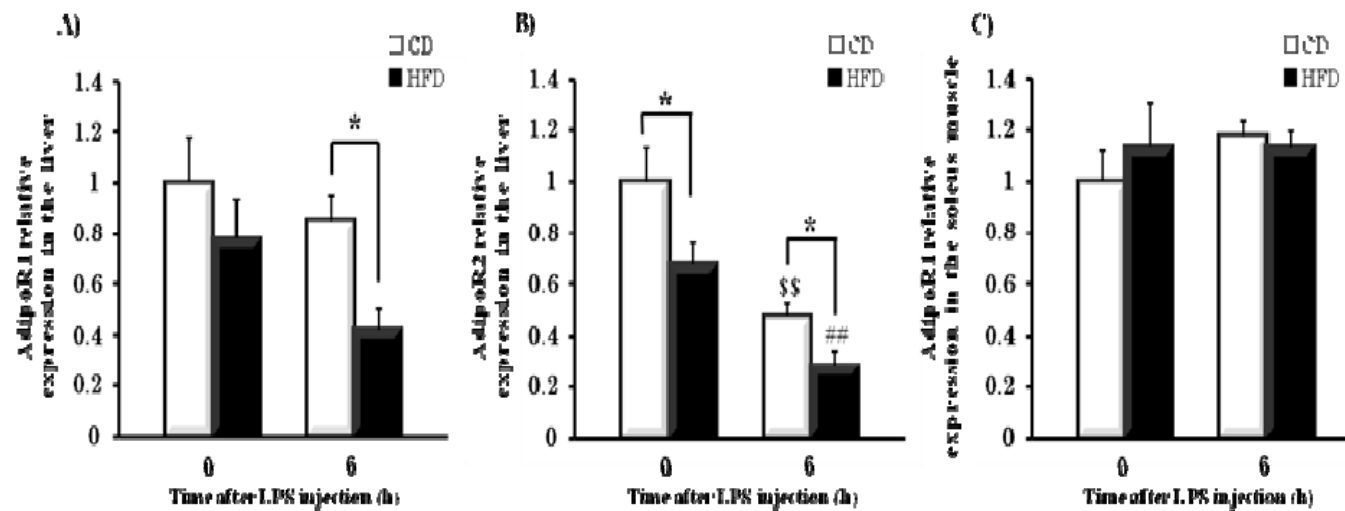 A)
CD
HFD
AdipoR1 relative
expression in the liver
1.4
1.2
1
0.8
0.6
0.4
0.2
0
*
0
6
Time after LPS injection (h)
B)
CD
HFD
AdipoR2 relative
expression in the liver
1.4
1.2
1
0.8
0.6
0.4
0.2
0
*
*
$$
##
0
6
Time after LPS injection (h)
C)
CD
HFD
AdipoR1 relative
expression in the soleus muscle
1.4
1.2
1
0.8
0.6
0.4
0.2
0
0
6
Time after LPS injection (h)